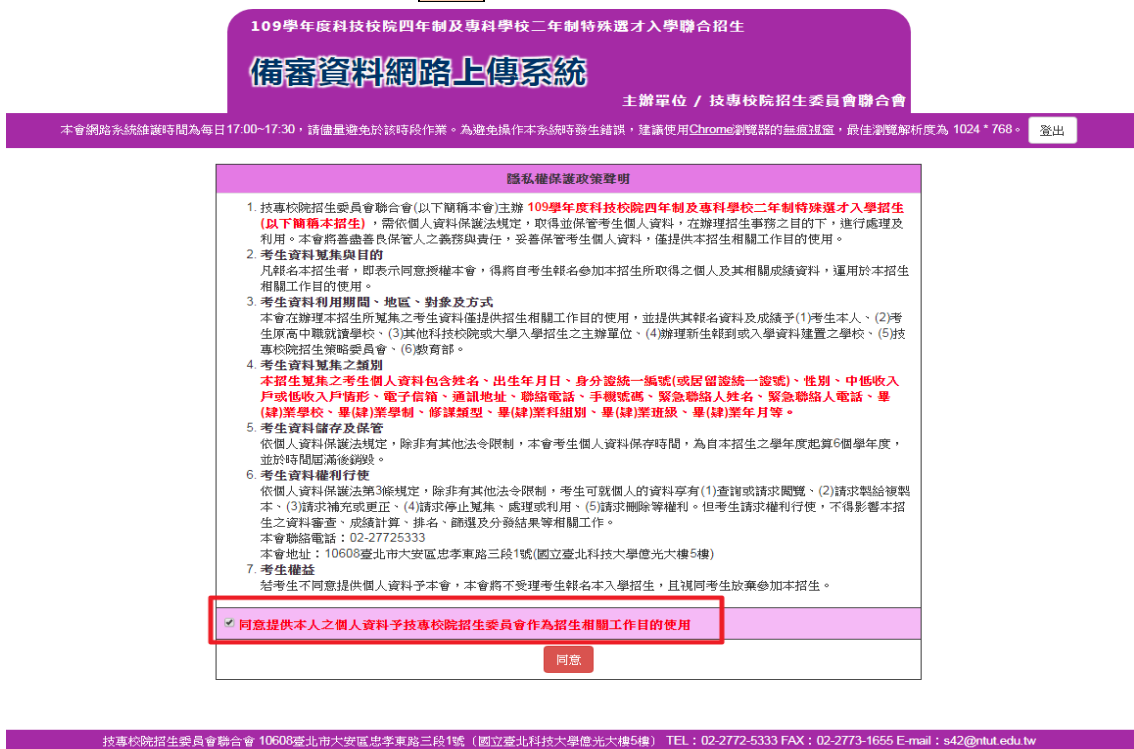 109學年度科技校院四年制及專科學校二年制特殊選才入學聯合招生
備審資料網路上傳系統
主辦單位 / 技專校院招生委員會聯合會
本會網路系統維護時間為每日17:00~17:30，請儘量避免於該時段作業。為避免操作本系統時發生錯誤，建議使用Chrome瀏覽器的無痕視窗，最佳瀏覽解析度為 1024 * 768。 登出
隱私權保護政策聲明
1. 技專校院招生委員會聯合會(以下簡稱本會)主辦 109學年度科技校院四年制及專科學校二年制特殊選才入學招生
(以下簡稱本招生)，需依個人資料保護法規定，取得並保管考生個人資料，在辦理招生事務之目的下，進行處理及
利用。本會將善盡善良保管人之義務與責任，妥善保管考生個人資料，僅提供本招生相關工作目的使用。
2. 考生資料蒐集與目的
凡報名本招生者，即表示同意授權本會，得將自考生報名參加本招生所取得之個人及其相關成績資料，運用於本招生
相關工作目的使用。
3. 考生資料利用期間、地區、對象及方式
本會在辦理本招生所蒐集之考生資料僅提供招生相關工作目的使用，並提供其報名資料及成績予(1)考生本人、(2)考
生原高中職就讀學校、(3)其他科技校院或大學入學招生之主辦單位、(4)辦理新生報到或入學資料建置之學校、(5)技
專校院招生策略委員會、(6)教育部。
4. 考生資料蒐集之類別
本招生蒐集之考生個人資料包含姓名、出生年月日、身分證統一編號(或居留證統一證號)、性別、中低收入
戶或低收入戶情形、電子信箱、通訊地址、聯絡電話、手機號碼、緊急聯絡人姓名、緊急聯絡人電話、畢
(肄)業學校、畢(肄)業學制、修課類型、畢(肄)業科組別、畢(肄)業班級、畢(肄)業年月等。
5. 考生資料儲存及保管
依個人資料保護法規定，除非有其他法令限制，本會考生個人資料保存時間，為自本招生之學年度起算6個學年度，
並於時間屆滿後銷毀。
6. 考生資料權利行使
依個人資料保護法第3條規定，除非有其他法令限制，考生可就個人的資料享有(1)查詢或請求閱覽、(2)請求製給複製
本、(3)請求補充或更正、(4)請求停止蒐集、處理或利用、(5)請求刪除等權利。但考生請求權利行使，不得影響本招
生之資料審查、成績計算、排名、篩選及分發結果等相關工作。
本會聯絡電話：02-27725333
本會地址：10608臺北市大安區忠孝東路三段1號(國立臺北科技大學億光大樓5樓)
7. 考生權益
若考生不同意提供個人資料予本會，本會將不受理考生報名本入學招生，且視同考生放棄參加本招生。
同意提供本人之個人資料予技專校院招生委員會作為招生相關工作目的使用
同意
技專校院招生委員會聯合會 10608臺北市大安區忠孝東路三段1號（國立臺北科技大學億光大樓5樓） TEL：02-2772-5333 FAX：02-2773-1655 E-mail：s42@ntut.edu.tw